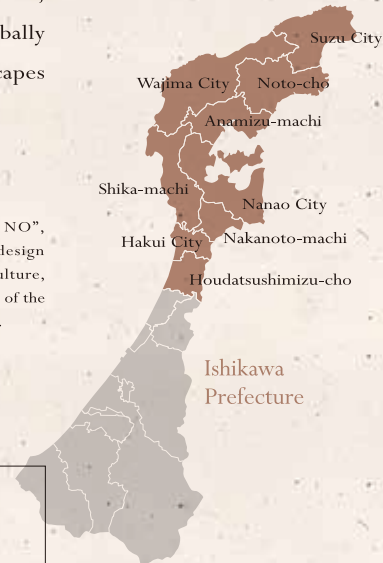 bally
capes
NO”,
design
ulture,
of the
Suzu City
Wajima City
Noto-cho
Anamizu-machi
Shika-machi
Nanao City
Hakui City
Nakanoto-machi
Houdatsushimizu-cho
Ishikawa
Prefecture